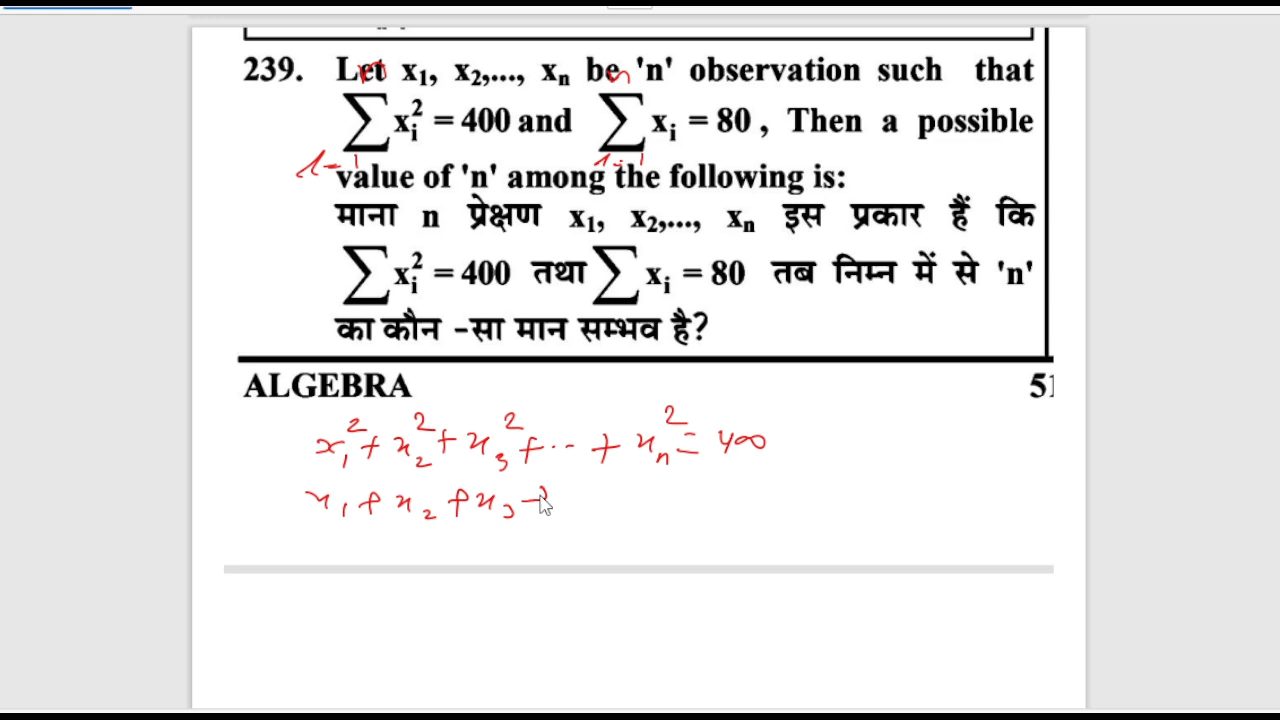 239. Let x₁, x₂,..., xₙ be 'n' observation such that
∑xᵢ² = 400 and ∑xᵢ = 80 , Then a possible
n n
i=1 i=1
value of 'n' among the following is:
माना n प्रेक्षण x₁, x₂,..., xₙ इस प्रकार हैं कि
∑xᵢ² = 400 तथा ∑xᵢ = 80 तब निम्न में से 'n'
का कौन -सा मान सम्भव है?
ALGEBRA 51
x₁² + x₂² + x₃² + ... + xₙ² = 400
x₁ + x₂ + x₃ +